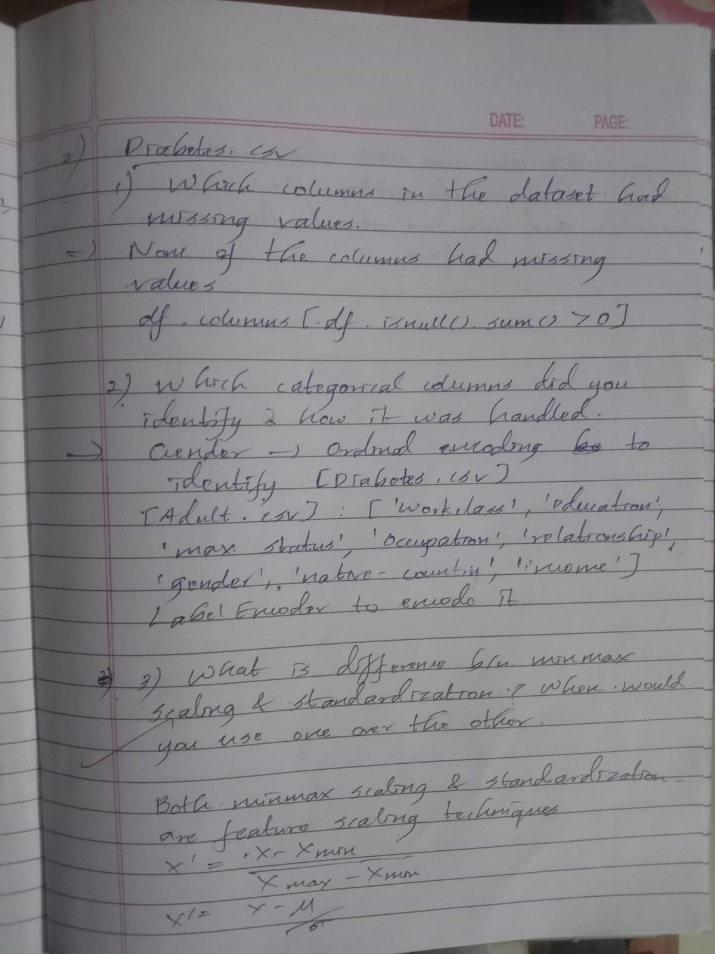 DATE: PAGE:
2) Diabetes.csv
1) Which columns in the dataset had
missing values.
→ None of the columns had missing
values
df.columns [df.isnull().sum() > 0]
2) Which categorical columns did you
identify & how it was handled.
→ Gender → Ordinal encoding to
identify [Diabetes.csv]
[Adult.csv] : ['workclass', 'education',
'mar. status', 'occupation', 'relationship',
'gender', 'native-country', 'income']
Label Encoder to encode it
3) What is difference b/w. minmax
scaling & standardization? When would
you use one over the other.
Both minmax scaling & standardization
are feature scaling techniques
X' = X - Xmin
Xmax - Xmin
X' = X - μ
σ